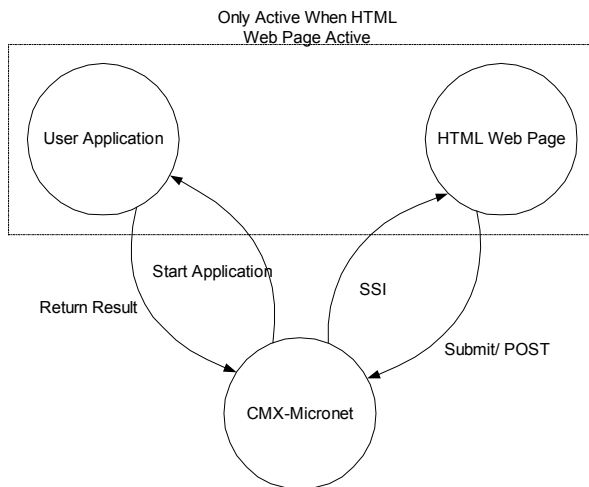 Only Active When HTML
Web Page Active
User Application
HTML Web Page
Start Application
SSI
Return Result
Submit/ POST
CMX-Micronet